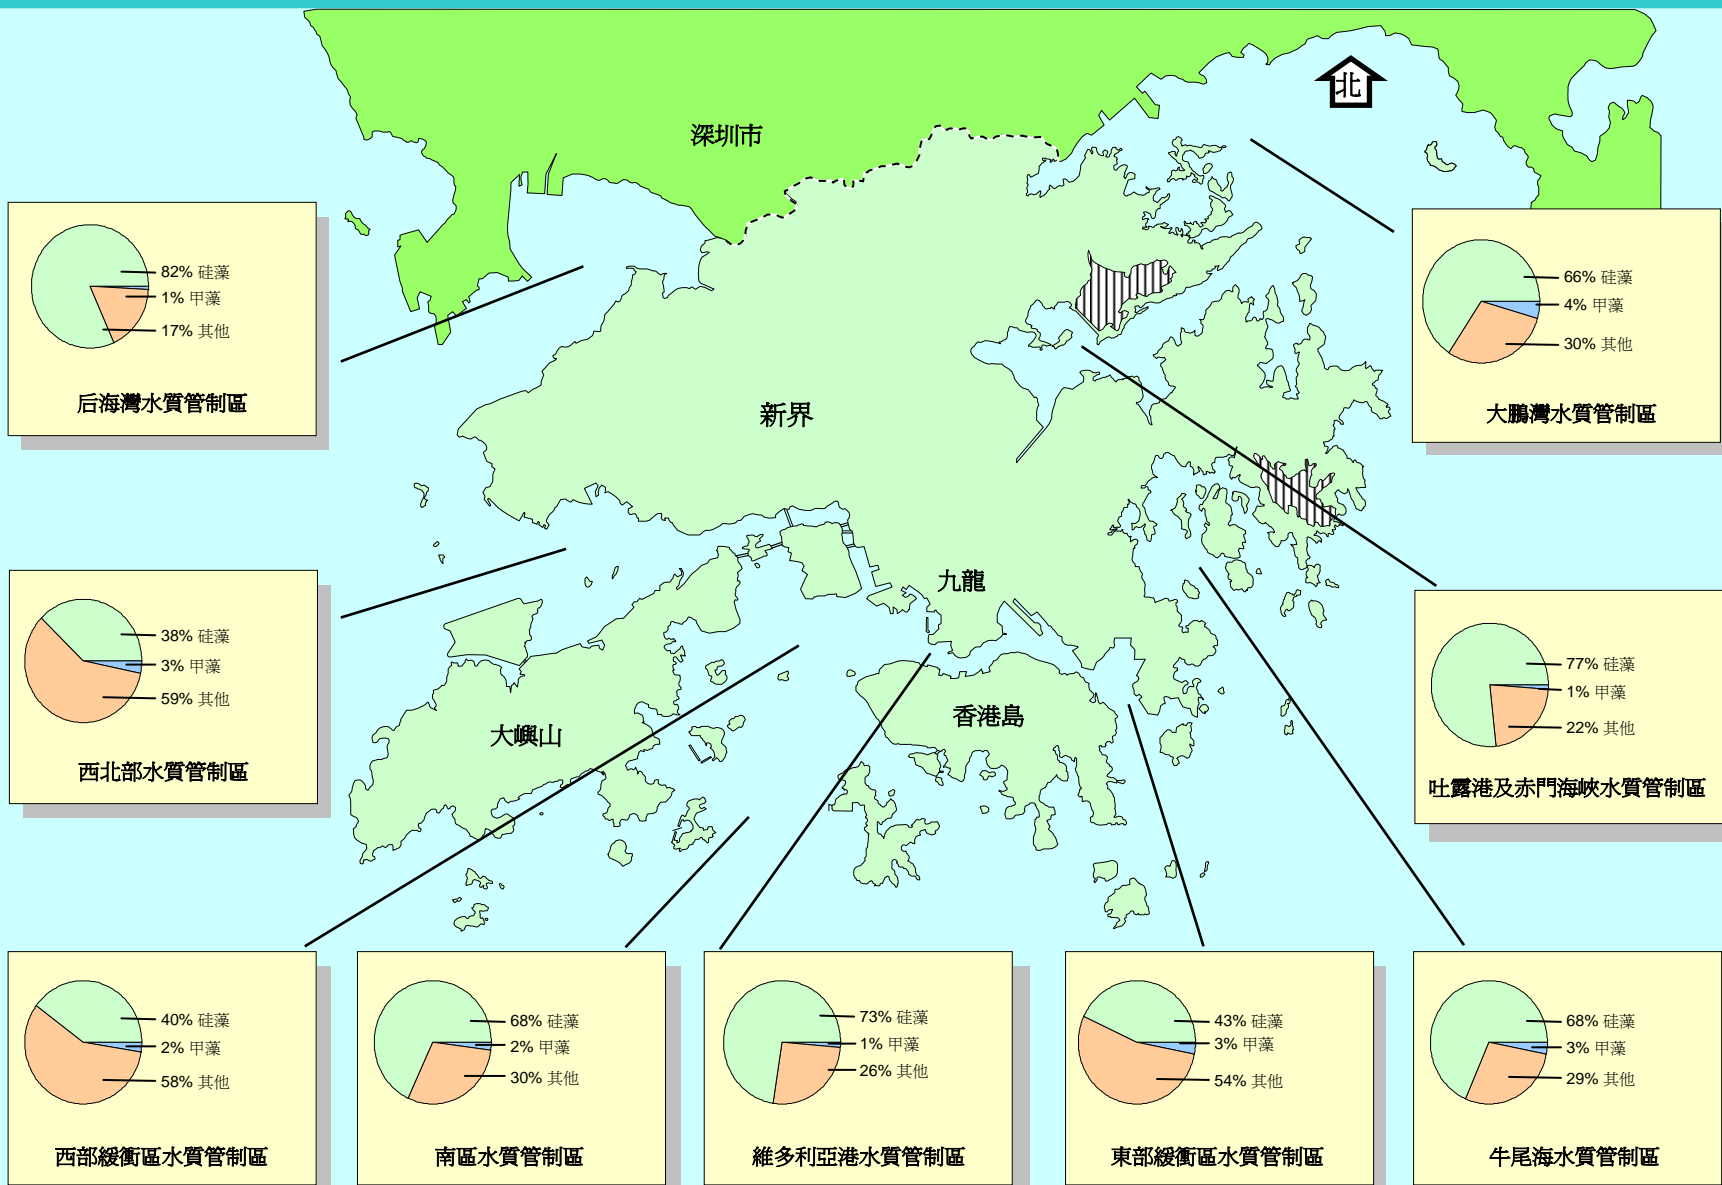 北
深圳市
82% 硅藻
1% 甲藻
17% 其他
后海灣水質管制區
66% 硅藻
4% 甲藻
30% 其他
大鵬灣水質管制區
新界
九龍
38% 硅藻
3% 甲藻
59% 其他
西北部水質管制區
77% 硅藻
1% 甲藻
22% 其他
吐露港及赤門海峽水質管制區
香港島
大嶼山
40% 硅藻
2% 甲藻
58% 其他
西部緩衝區水質管制區
68% 硅藻
2% 甲藻
30% 其他
南區水質管制區
73% 硅藻
1% 甲藻
26% 其他
維多利亞港水質管制區
43% 硅藻
3% 甲藻
54% 其他
東部緩衝區水質管制區
68% 硅藻
3% 甲藻
29% 其他
牛尾海水質管制區